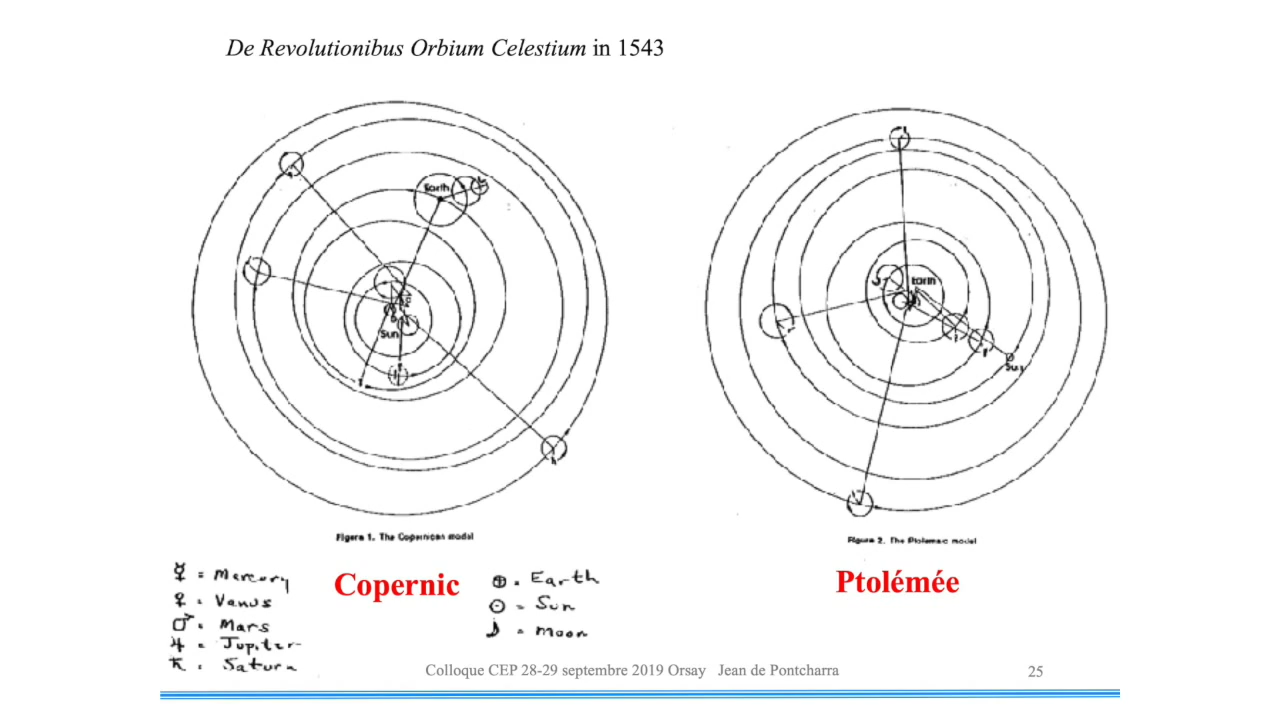 De Revolutionibus Orbium Celestium in 1543
Earth
Sun
Earth
Sun
Figure 1. The Copernican model
Figure 2. The Ptolemaic model
Copernic
Ptolémée
☿ = Mercury
♀ = Venus
♂ = Mars
♃ = Jupiter
♄ = Saturn
⊕ = Earth
☉ = Sun
☽ = Moon
Colloque CEP 28-29 septembre 2019 Orsay Jean de Pontcharra
25